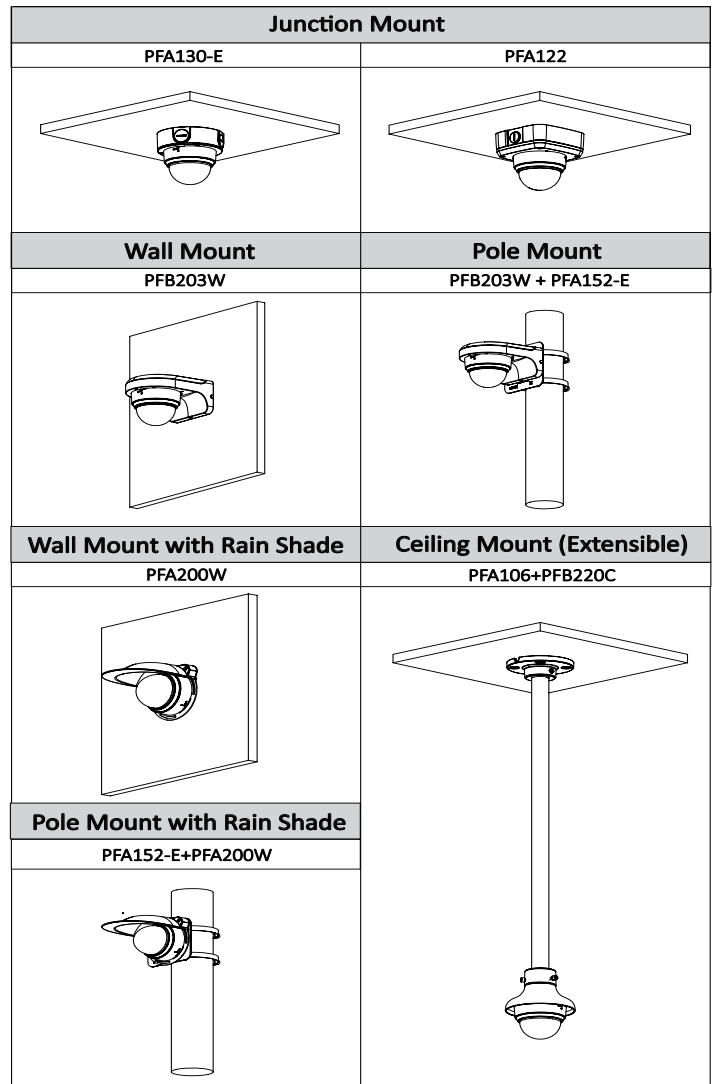 Junction Mount
PFA130-E
PFA122
Wall Mount
Pole Mount
PFB203W
PFB203W + PFA152-E
Wall Mount with Rain Shade
Ceiling Mount (Extensible)
PFA200W
PFA106+PFB220C
Pole Mount with Rain Shade
PFA152-E+PFA200W